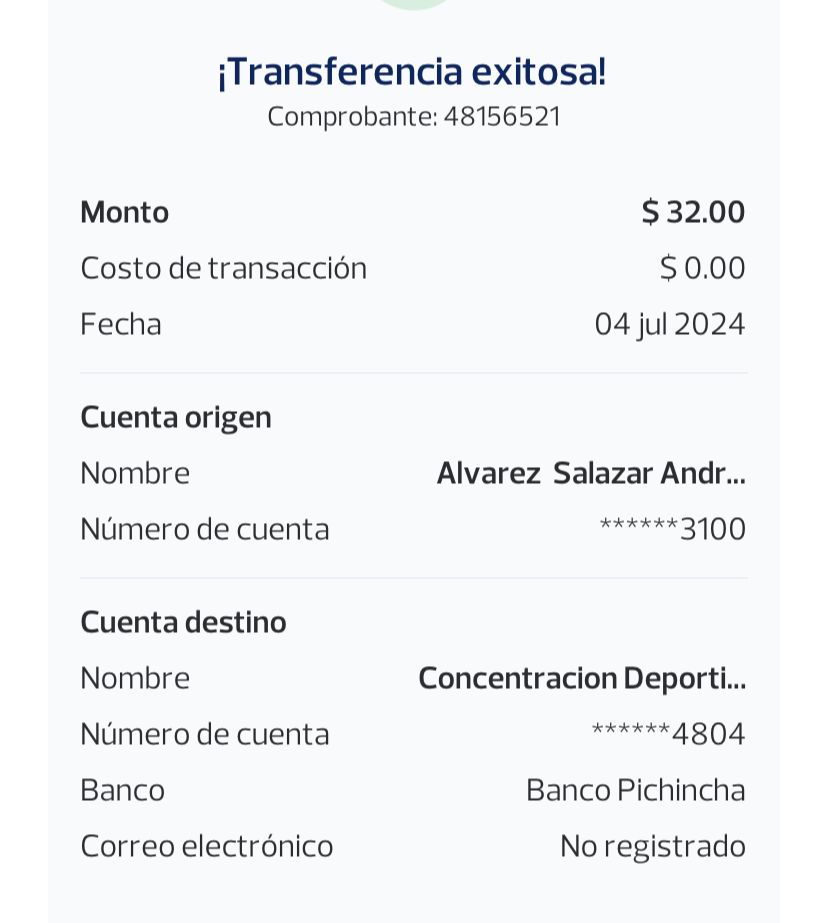 ¡Transferencia exitosa!
Comprobante: 48156521
Monto $ 32.00
Costo de transacción $ 0.00
Fecha 04 jul 2024
Cuenta origen
Nombre Alvarez  Salazar Andr...
Número de cuenta ******3100
Cuenta destino
Nombre Concentracion Deporti...
Número de cuenta ******4804
Banco Banco Pichincha
Correo electrónico No registrado